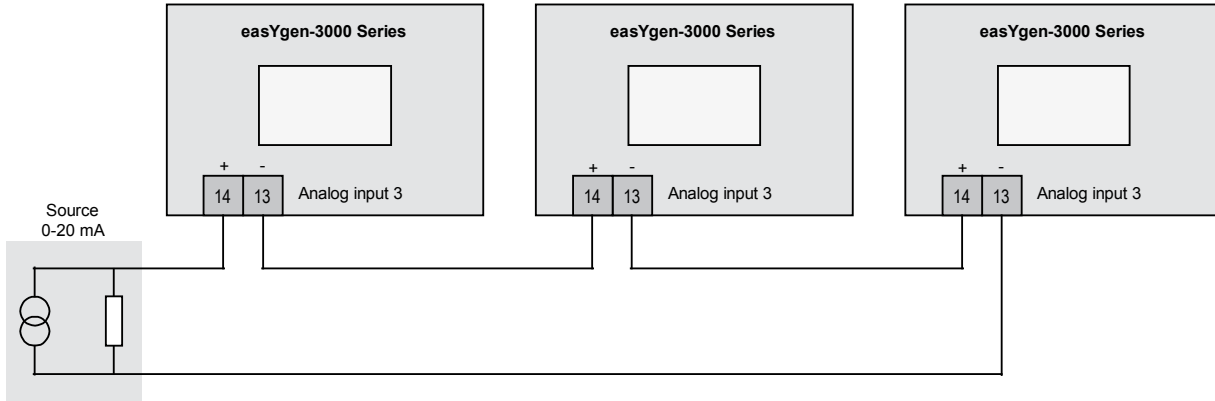 easYgen-3000 Series easYgen-3000 Series easYgen-3000 Series
+ - + - + -
14 13 Analog input 3 14 13 Analog input 3 14 13 Analog input 3
Source
0-20 mA